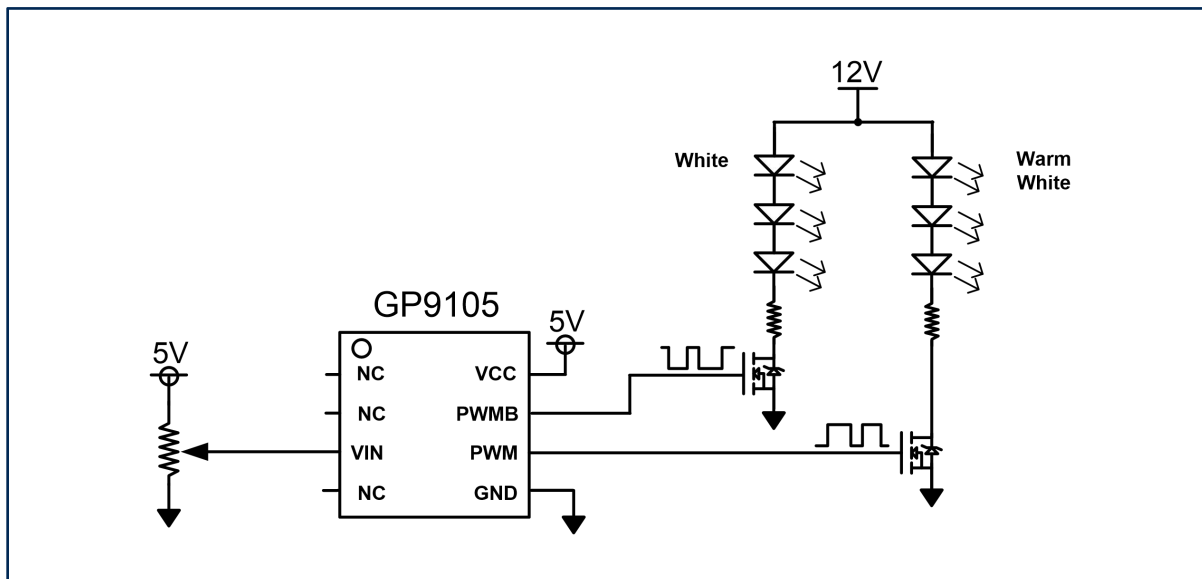 12V
White
Warm
White
GP9105
5V
5V
NC
VCC
NC
PWMB
VIN
PWM
NC
GND